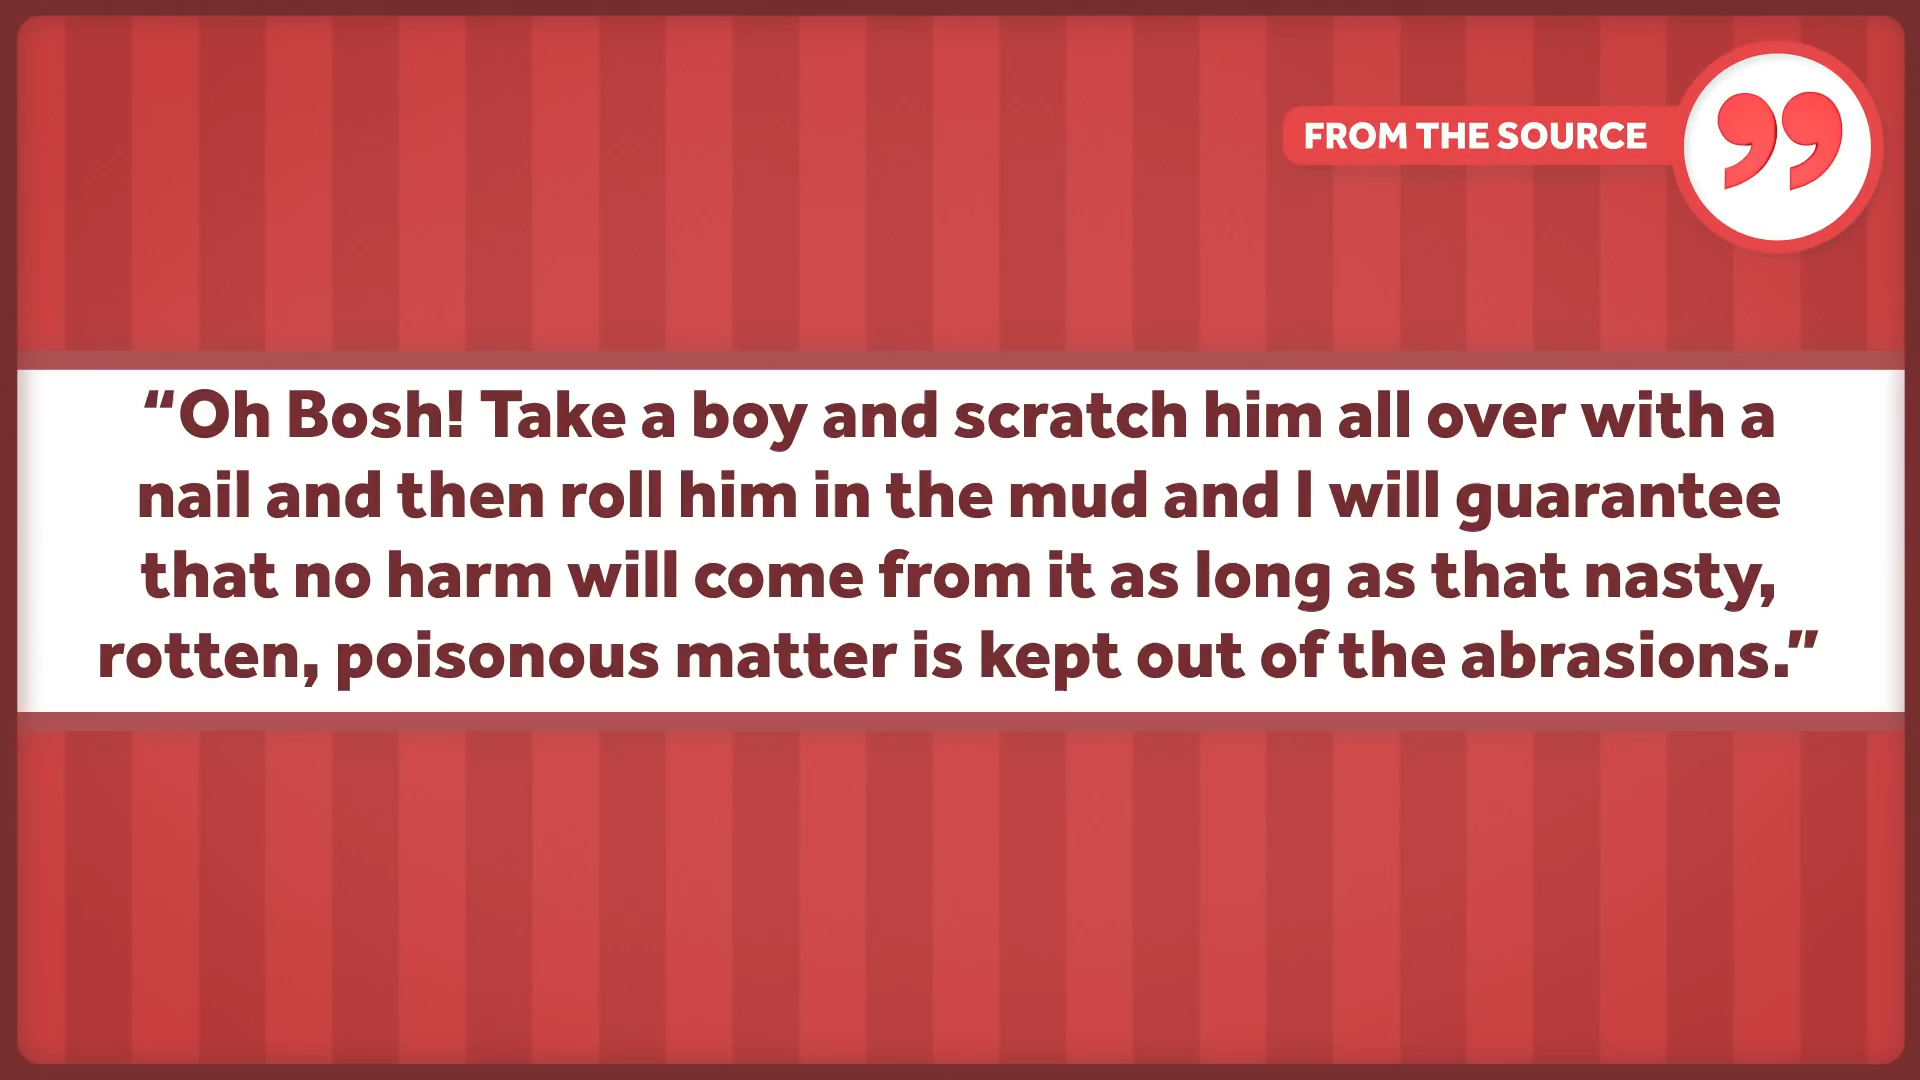 FROM THE SOURCE
“Oh Bosh! Take a boy and scratch him all over with a
nail and then roll him in the mud and I will guarantee
that no harm will come from it as long as that nasty,
rotten, poisonous matter is kept out of the abrasions.”